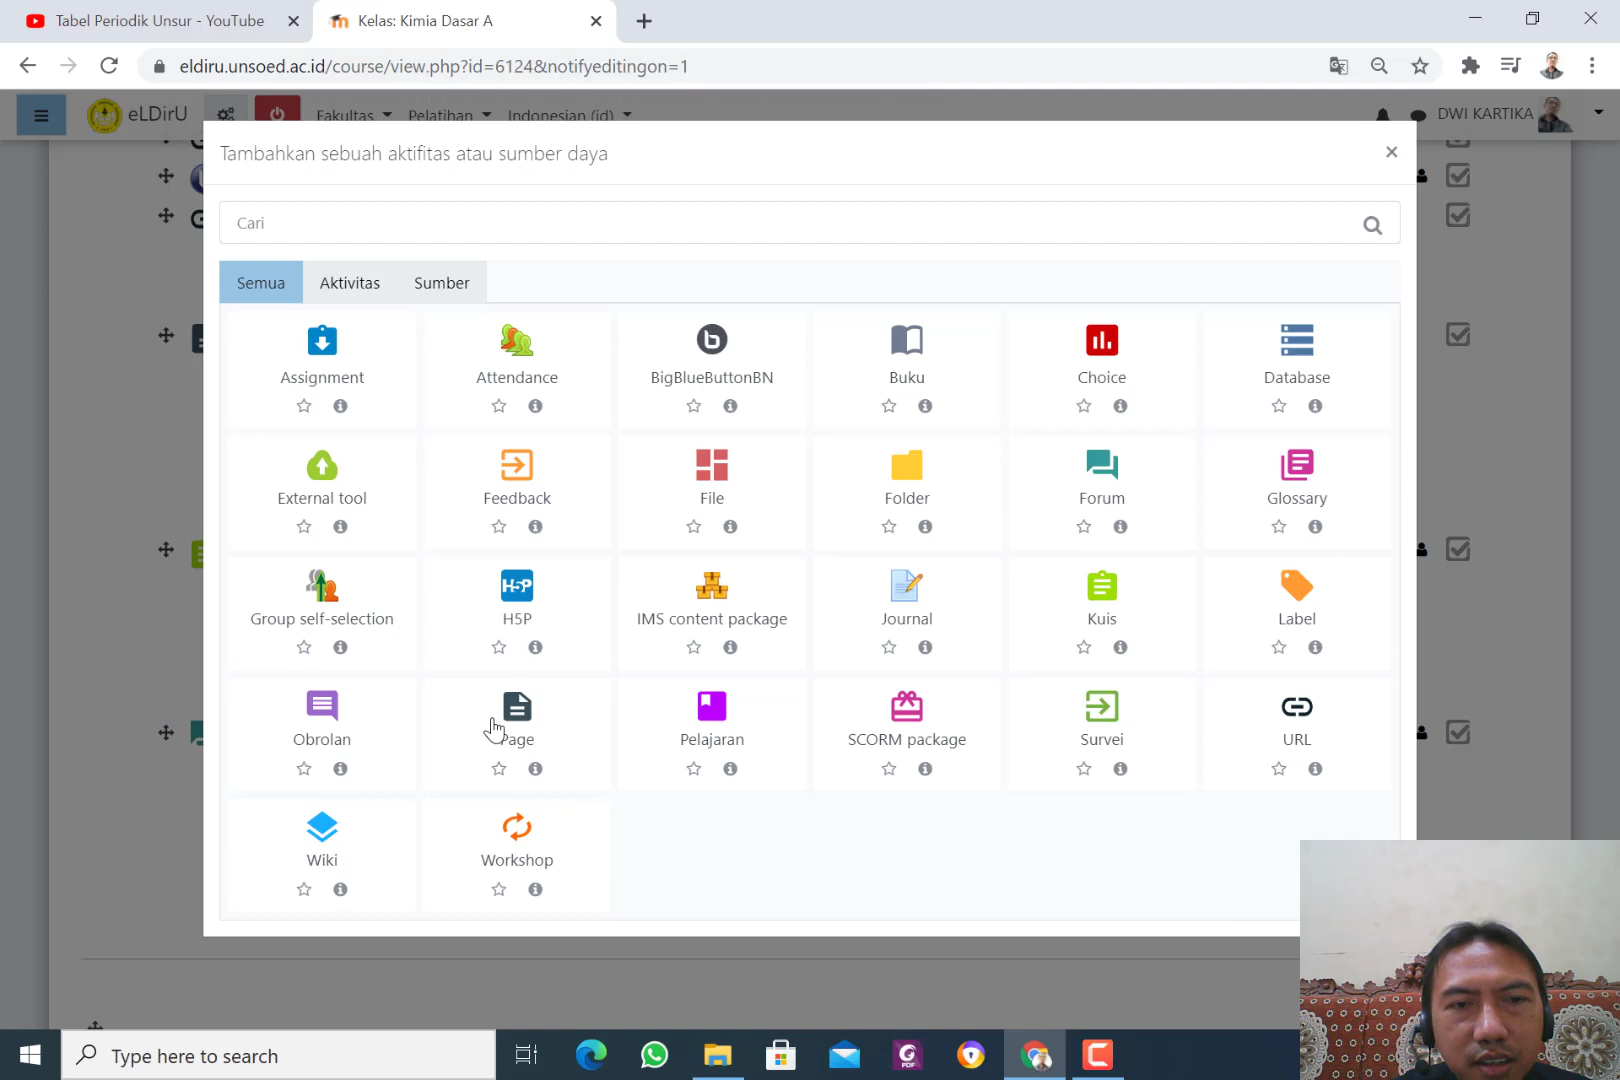 Tabel Periodik Unsur - YouTube
Kelas: Kimia Dasar A
eldiru.unsoed.ac.id/course/view.php?id=6124&notifyeditingon=1
eLDirU
Fakultas
Pelatihan
Indonesian (id)
DWI KARTIKA
Tambahkan sebuah aktifitas atau sumber daya
Cari
Semua
Aktivitas
Sumber
Assignment
Attendance
BigBlueButtonBN
Buku
Choice
Database
External tool
Feedback
File
Folder
Forum
Glossary
Group self-selection
H5P
H5P
IMS content package
Journal
Kuis
Label
Obrolan
Page
Pelajaran
SCORM package
Survei
URL
Wiki
Workshop
Type here to search
PDF